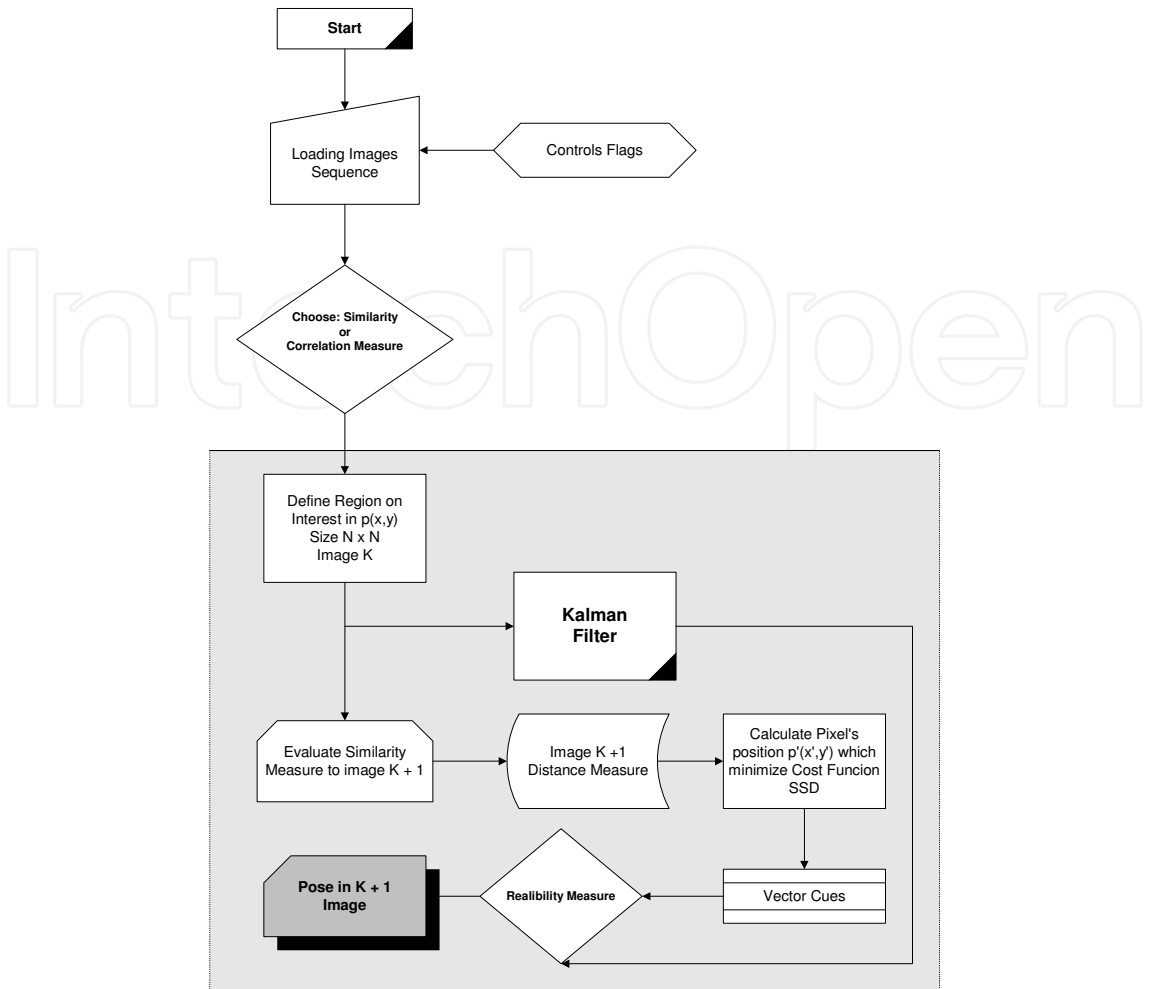 Start
Loading Images
Sequence
Controls Flags
IntechOpen
Choose: Similarity
or
Correlation Measure
Define Region on
Interest in p(x,y)
Size N x N
Image K
Kalman
Filter
Evaluate Similarity
Measure to image K + 1
Image K +1
Distance Measure
Calculate Pixel's
position p'(x',y') which
minimize Cost Funcion
SSD
Pose in K + 1
Image
Realibility Measure
Vector Cues